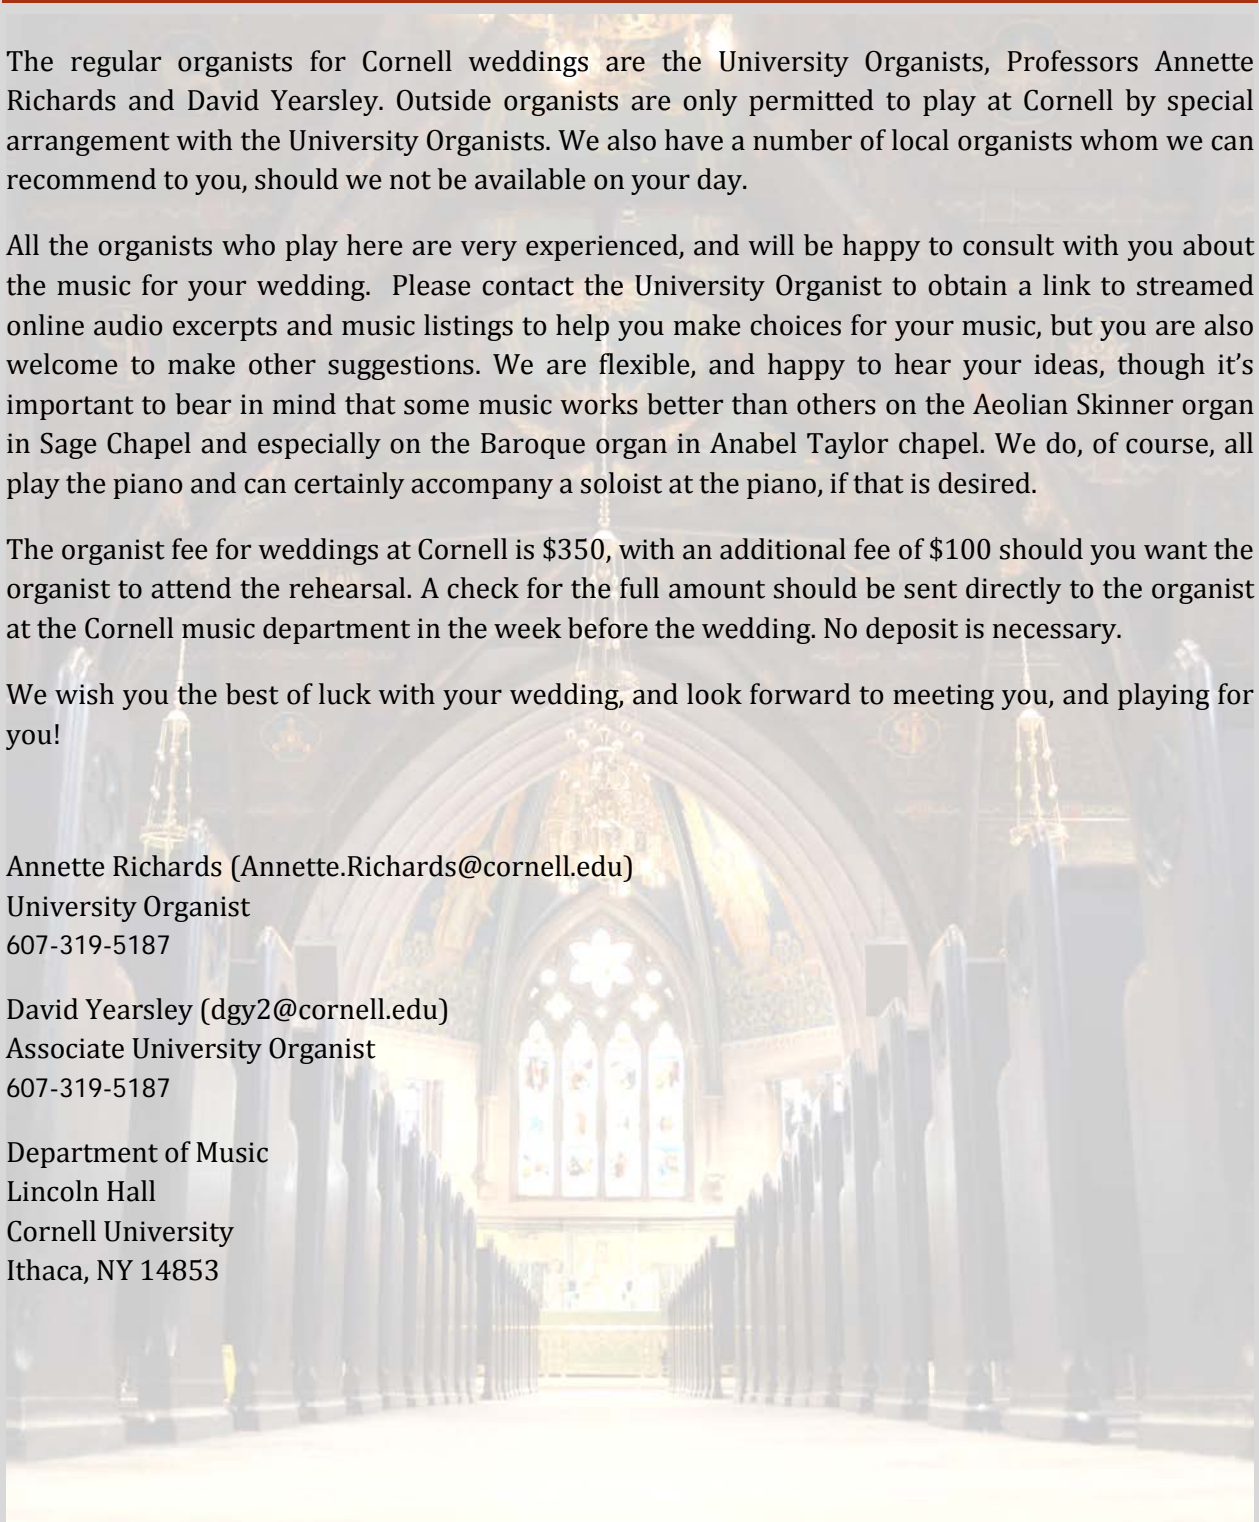 The regular organists for Cornell weddings are the University Organists, Professors Annette
Richards and David Yearsley. Outside organists are only permitted to play at Cornell by special
arrangement with the University Organists. We also have a number of local organists whom we can
recommend to you, should we not be available on your day.
All the organists who play here are very experienced, and will be happy to consult with you about
the music for your wedding.  Please contact the University Organist to obtain a link to streamed
online audio excerpts and music listings to help you make choices for your music, but you are also
welcome to make other suggestions. We are flexible, and happy to hear your ideas, though it’s
important to bear in mind that some music works better than others on the Aeolian Skinner organ
in Sage Chapel and especially on the Baroque organ in Anabel Taylor chapel. We do, of course, all
play the piano and can certainly accompany a soloist at the piano, if that is desired.
The organist fee for weddings at Cornell is $350, with an additional fee of $100 should you want the
organist to attend the rehearsal. A check for the full amount should be sent directly to the organist
at the Cornell music department in the week before the wedding. No deposit is necessary.
We wish you the best of luck with your wedding, and look forward to meeting you, and playing for
you!
Annette Richards (Annette.Richards@cornell.edu)
University Organist
607-319-5187
David Yearsley (dgy2@cornell.edu)
Associate University Organist
607-319-5187
Department of Music
Lincoln Hall
Cornell University
Ithaca, NY 14853